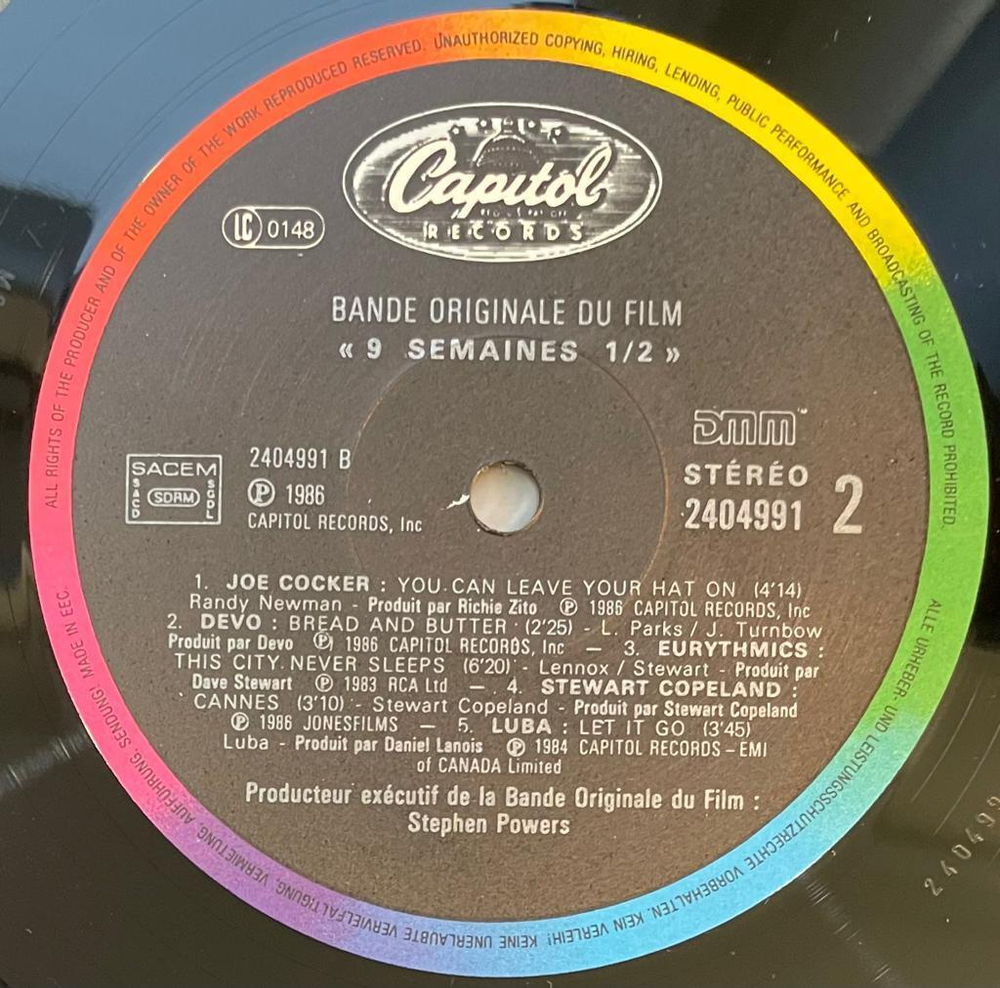 ALL RIGHTS OF THE PRODUCER AND OF THE OWNER OF THE WORK REPRODUCED RESERVED. UNAUTHORIZED COPYING, HIRING, LENDING, PUBLIC PERFORMANCE AND BROADCASTING OF THE RECORD PROHIBITED.
Capitol
RECORDS
LC 0148
BANDE ORIGINALE DU FILM
« 9 SEMAINES 1/2 »
DMM
SACEM
SACD SDRM SCDL
2404991 B
Ⓟ 1986
CAPITOL RECORDS, Inc
STÉRÉO
2404991
2
1. JOE COCKER : YOU CAN LEAVE YOUR HAT ON (4'14)
Randy Newman - Produit par Richie Zito Ⓟ 1986 CAPITOL RECORDS, Inc
2. DEVO : BREAD AND BUTTER (2'25) - L. Parks / J. Turnbow
Produit par Devo Ⓟ 1986 CAPITOL RECORDS, Inc — 3. EURYTHMICS :
THIS CITY NEVER SLEEPS (6'20) - Lennox / Stewart - Produit par
Dave Stewart Ⓟ 1983 RCA Ltd — 4. STEWART COPELAND :
CANNES (3'10) - Stewart Copeland - Produit par Stewart Copeland
Ⓟ 1986 JONESFILMS — 5. LUBA : LET IT GO (3'45)
Luba - Produit par Daniel Lanois Ⓟ 1984 CAPITOL RECORDS - EMI
of CANADA Limited
Producteur exécutif de la Bande Originale du Film :
Stephen Powers
ALLE URHEBER- UND LEISTUNGSSCHUTZRECHTE VORBEHALTEN. KEIN VERLEIH! KEINE UNERLAUBTE VERVIELFALTIGUNG, VERMIETUNG, AUFFÜHRUNG, SENDUNG! MADE IN EEC.
240499